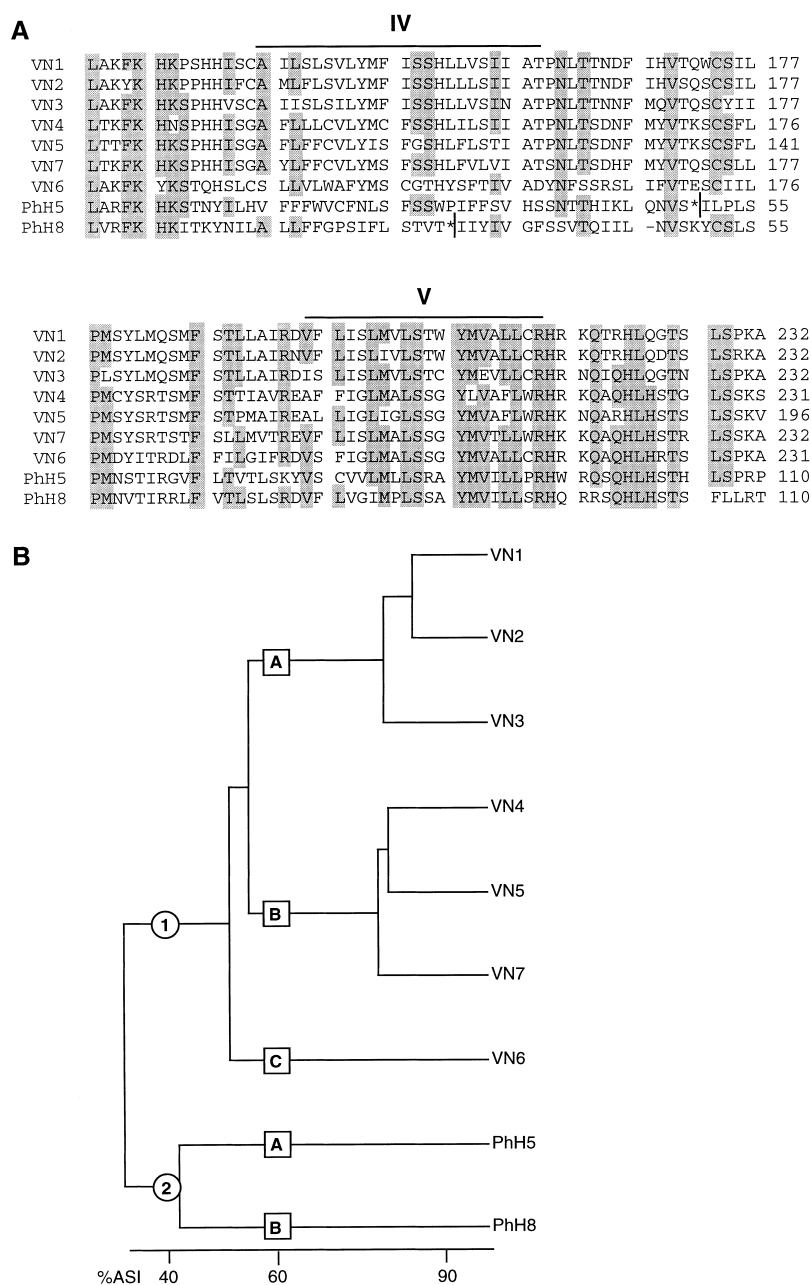 A
IV
VN1 LAKFK HKPSHHISCA ILSLSVLYMF ISSHLLVSII ATPNLTTNDF IHVTQWCSIL 177
VN2 LAKYK HKPPHHIFCA MLFLSVLYMF ISSHLLLSII ATPNLTTNDF IHVSQSCSIL 177
VN3 LAKFK HKSPHHVSCA IISLSILYMF ISSHLLVSIN ATPNLTTNNF MQVTQSCYII 177
VN4 LTKFK HNSPHHISGA FLLLCVLYMC FSSHLILSII ATPNLTSDNF MYVTKSCSFL 176
VN5 LTTFK HKSPHHISGA FLFFCVLYIS FGSHLFLSTI ATPNLTSDNF MYVTKSCSFL 141
VN7 LTKFK HKSPHHISGA YLFFCVLYMS FSSHLFVLVI ATSNLTSDHF MYVTQSCSLL 177
VN6 LAKFK YKSTQHSLCS LLVLWAFYMS CGTHYSFTIV ADYNFSSRSL IFVTESCIIL 176
PhH5 LARFK HKSTNYILHV FFFWVCFNLS FSSWPIFFSV HSSNTTHIKL QNVS*|ILPLS 55
PhH8 LVRFK HKITKYNILA LLFFGPSIFL STVT*|IIYIV GFSSVTQIIL -NVSKYCSLS 55
V
VN1 PMSYLMQSMF STLLAIRDVF LISLMVLSTW YMVALLCRHR KQTRHLQGTS LSPKA 232
VN2 PMSYLMQSMF STLLAIRNVF LISLIVLSTW YMVALLCRHR KQTRHLQDTS LSRKA 232
VN3 PLSYLMQSMF STLLAIRDIS LISLMVLSTC YMEVLLCRHR NQIQHLQGTN LSPKA 232
VN4 PMCYSRTSMF STTIAVREAF FIGLMALSSG YLVAFLWRHR KQAQHLHSTG LSSKS 231
VN5 PMSYSRTSMF STPMAIREAL LIGLIGLSSG YMVAFLWRHK NQARHLHSTS LSSKV 196
VN7 PMSYSRTSTF SLLMVTREVF LISLMALSSG YMVTLLWRHK KQAQHLHSTR LSSKA 232
VN6 PMDYITRDLF FILGIFRDVS FIGLMALSSG YMVALLCRHR KQAQHLHRTS LSPKA 231
PhH5 PMNSTIRGVF LTVTLSKYVS CVVLMLLSRA YMVILLPRHW RQSQHLHSTH LSPRP 110
PhH8 PMNVTIRRLF VTLSLSRDVF LVGIMPLSSA YMVILLSRHQ RRSQHLHSTS FLLRT 110
B
VN1
VN2
A
VN3
VN4
VN5
B
1
VN7
C VN6
A PhH5
2
B PhH8
%ASI 40 60 90